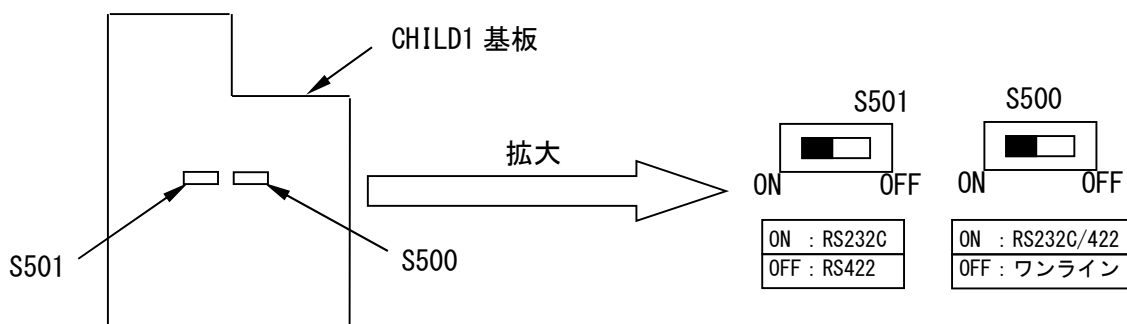 CHILD1 基板
S501
S500
拡大
S501
ON
OFF
ON : RS232C
OFF : RS422
S500
ON
OFF
ON : RS232C/422
OFF : ワンライン